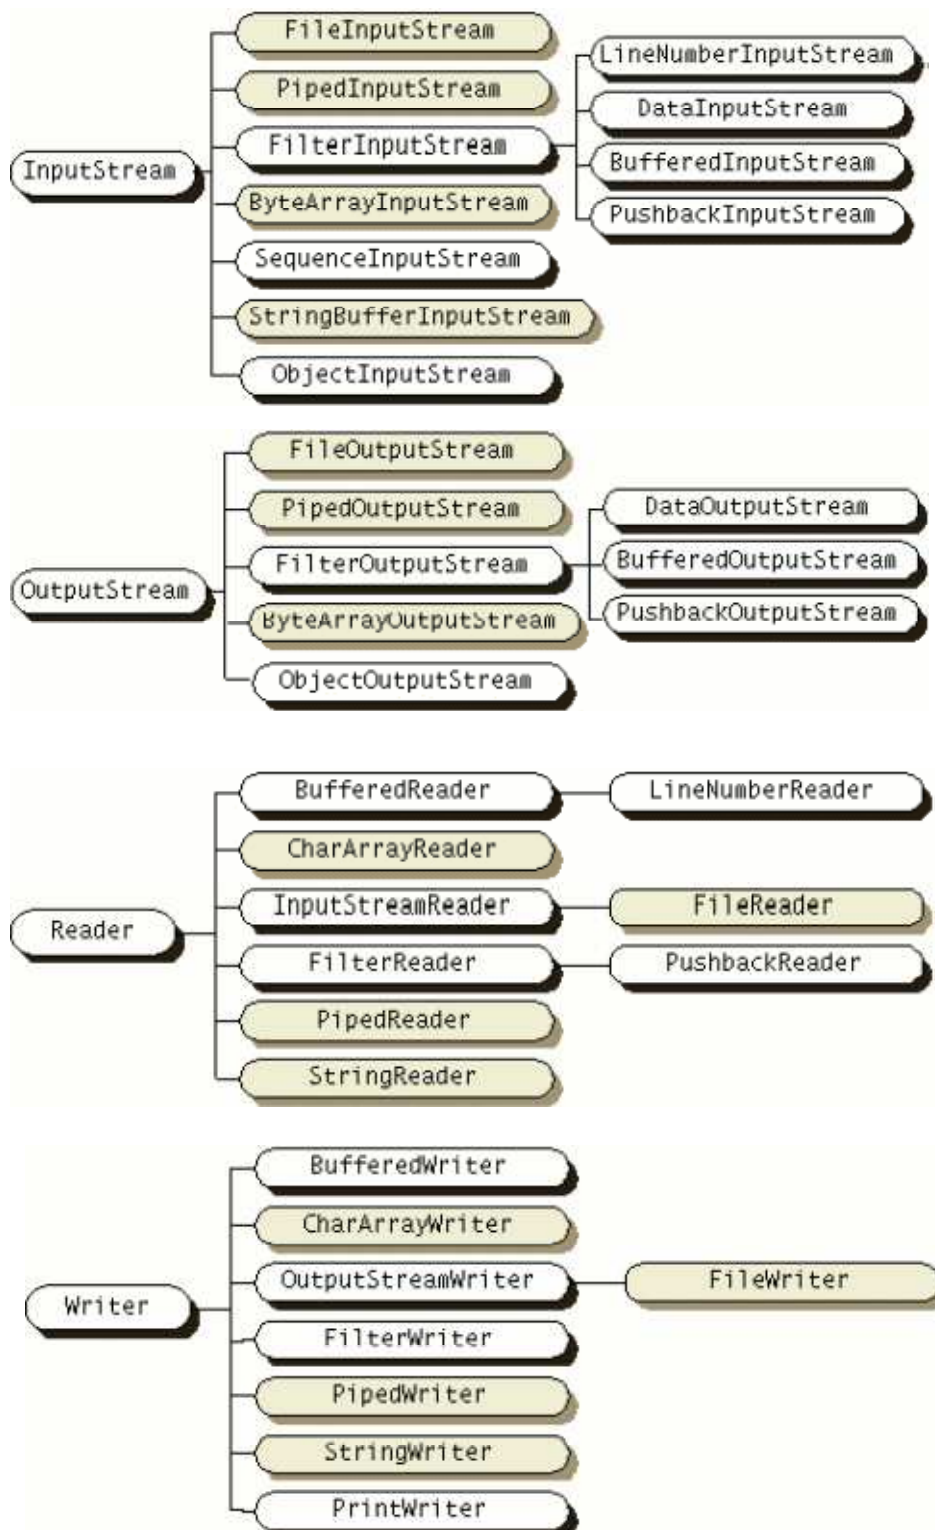 FileInputStream
LineNumberInputStream
PipedInputStream
DataInputStream
FilterInputStream
BufferedInputStream
InputStream
ByteArrayInputStream
PushbackInputStream
SequenceInputStream
StringBufferInputStream
ObjectInputStream
FileOutputStream
PipedOutputStream
DataOutputStream
FilterOutputStream
BufferedOutputStream
OutputStream
ByteArrayOutputStream
PushbackOutputStream
ObjectOutputStream
BufferedReader
LineNumberReader
CharArrayReader
InputStreamReader
FileReader
Reader
FilterReader
PushbackReader
PipedReader
StringReader
BufferedWriter
CharArrayWriter
OutputStreamWriter
FileWriter
Writer
FilterWriter
PipedWriter
StringWriter
PrintWriter